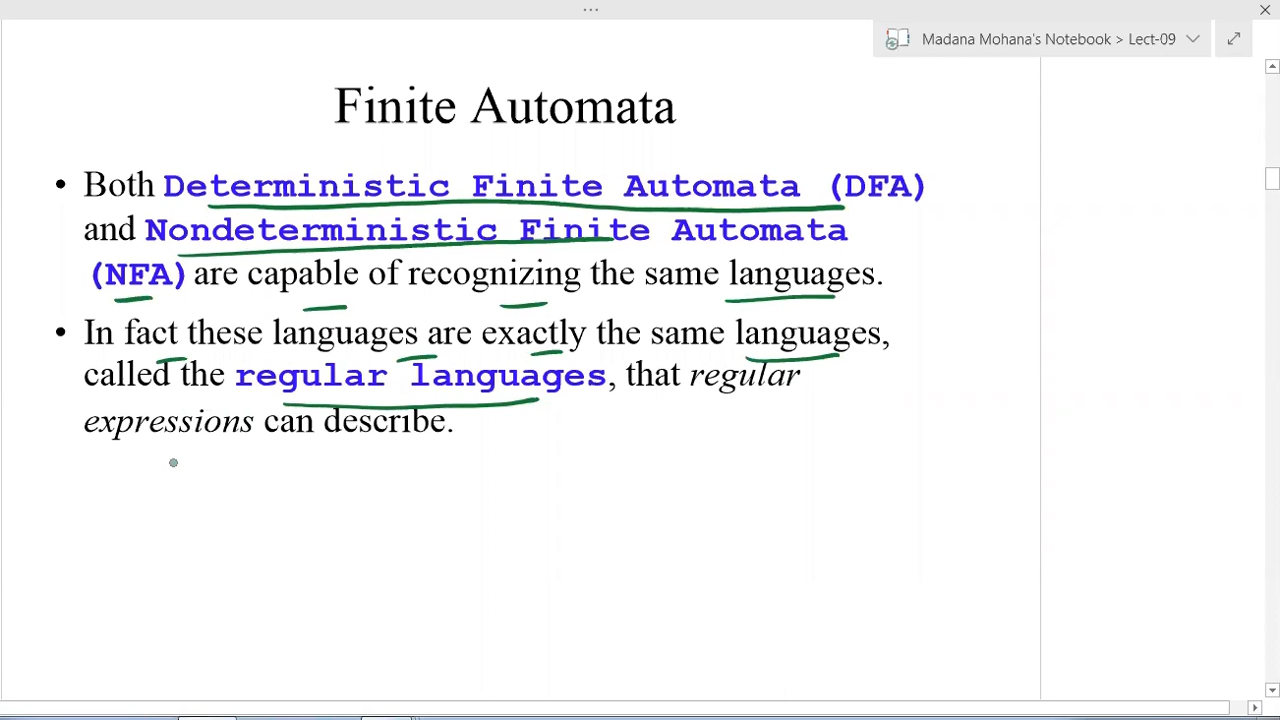 Madana Mohana's Notebook > Lect-09
Finite Automata
• Both Deterministic Finite Automata (DFA)
and Nondeterministic Finite Automata
(NFA) are capable of recognizing the same languages.
• In fact these languages are exactly the same languages,
called the regular languages, that regular
expressions can describe.